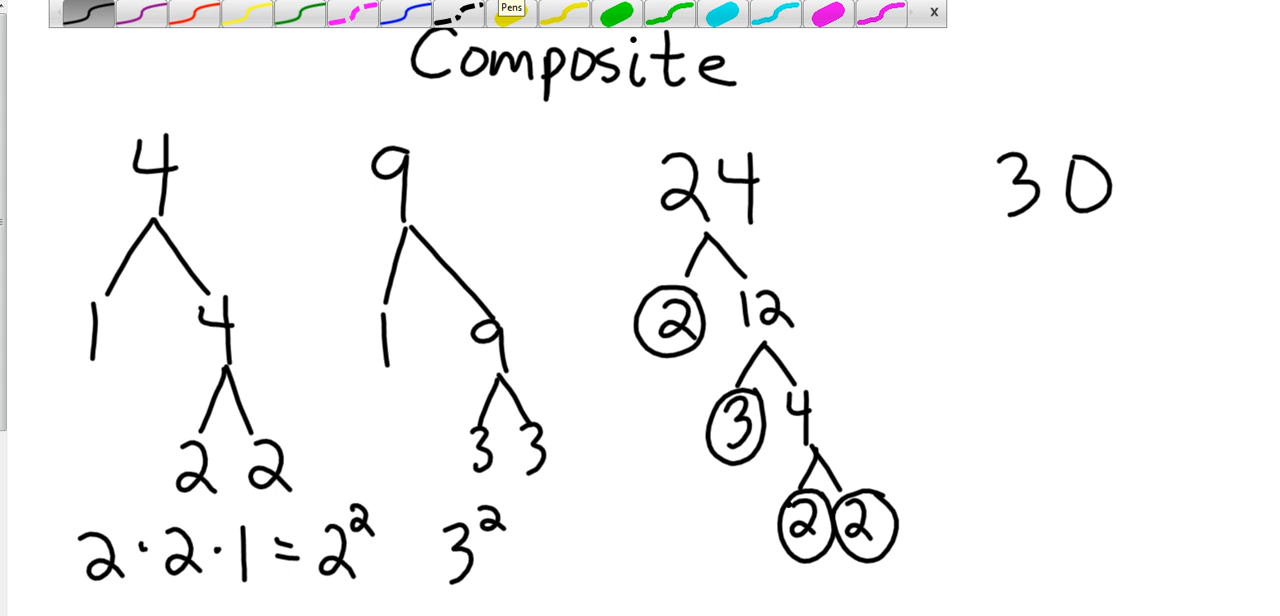 Pens
x
Composite
4 9 24 30
1 4 1 9 2 12
2 2 3 3 3 4
2 · 2 · 1 = 2² 3² 2 2